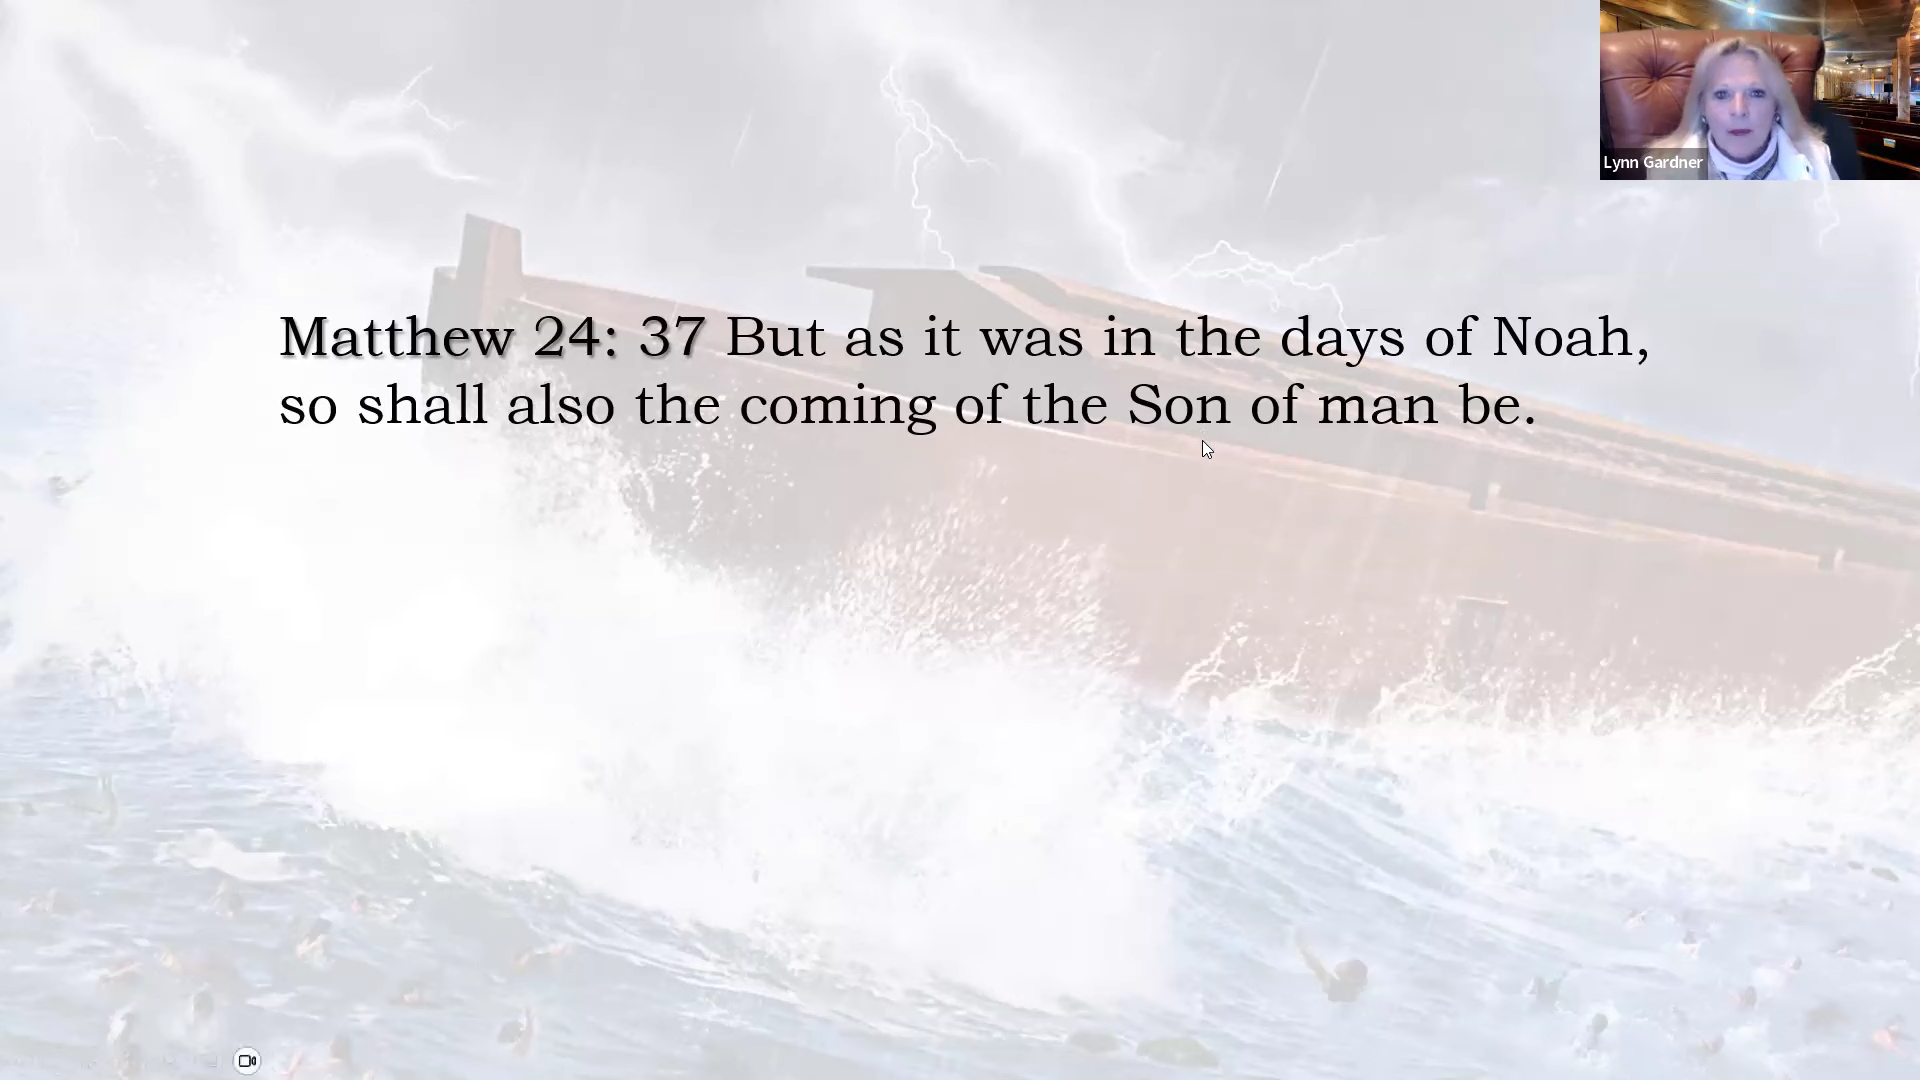 Lynn Gardner
Matthew 24: 37 But as it was in the days of Noah,
so shall also the coming of the Son of man be.